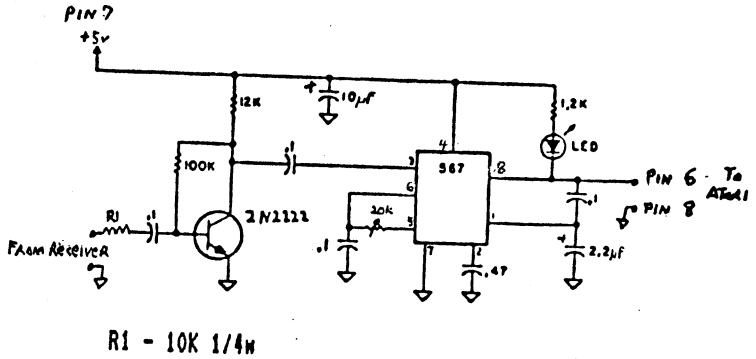 PIN 7
+5v
12K
+
10µF
1.2K
LED
100K
.1
3
4
567
8
PIN 6 - TO
ATARI
.1
PIN 8
6
20K
5
1
R1
.1
2N2222
FROM RECEIVER
.1
7
2
.47
+
2.2µF
R1 - 10K 1/4W